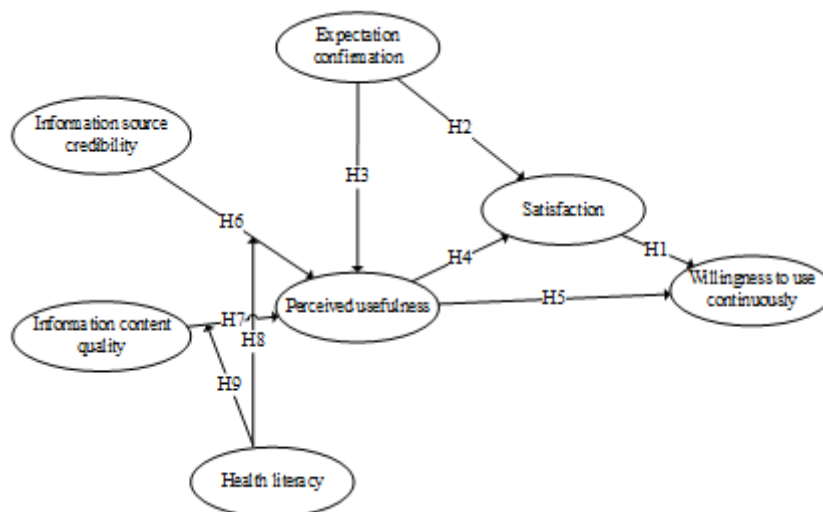 Expectation
confirmation
Information source
credibility
H2
H3
Satisfaction
H6
H4
H1
Willingness to use
continuously
H5
Perceived usefulness
Information content
quality
H7
H8
H9
Health literacy